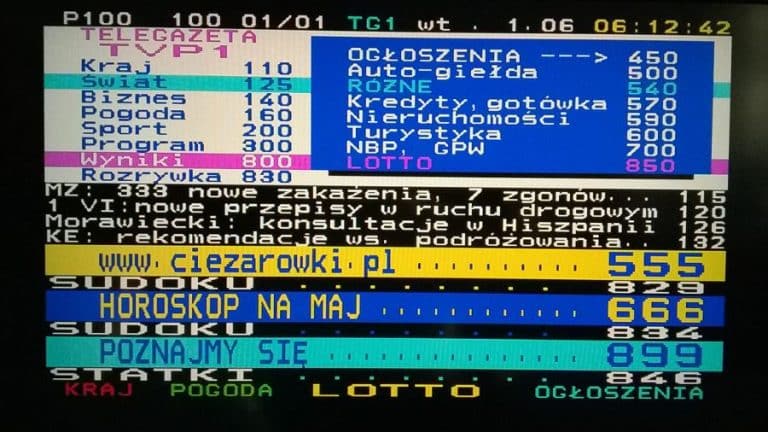 P100 100 01/01 TG1 wt . 1.06 06:12:42
TELEGAZETA
TVP1
Kraj 110
Świat 125
Biznes 140
Pogoda 160
Sport 200
Program 300
Wyniki 800
Rozrywka 830
OGŁOSZENIA ---> 450
Auto-giełda 500
RÓŻNE 540
Kredyty,gotówka 570
Nieruchomości 590
Turystyka 600
NBP, GPW 700
LOTTO 850
MZ: 333 nowe zakażenia, 7 zgonów... 115
1 VI:nowe przepisy w ruchu drogowym 120
Morawiecki: konsultacje w Hiszpanii 126
KE: rekomendacje ws. podróżowania.. 132
www.ciezarowki.pl .......... 555
SUDOKU . . . . . . . . 829
HOROSKOP NA MAJ ............ 666
SUDOKU . . . . . . . . 834
POZNAJMY SIĘ ............... 899
STATKI . . . . . . . . 846
KRAJ POGODA LOTTO OGŁOSZENIA